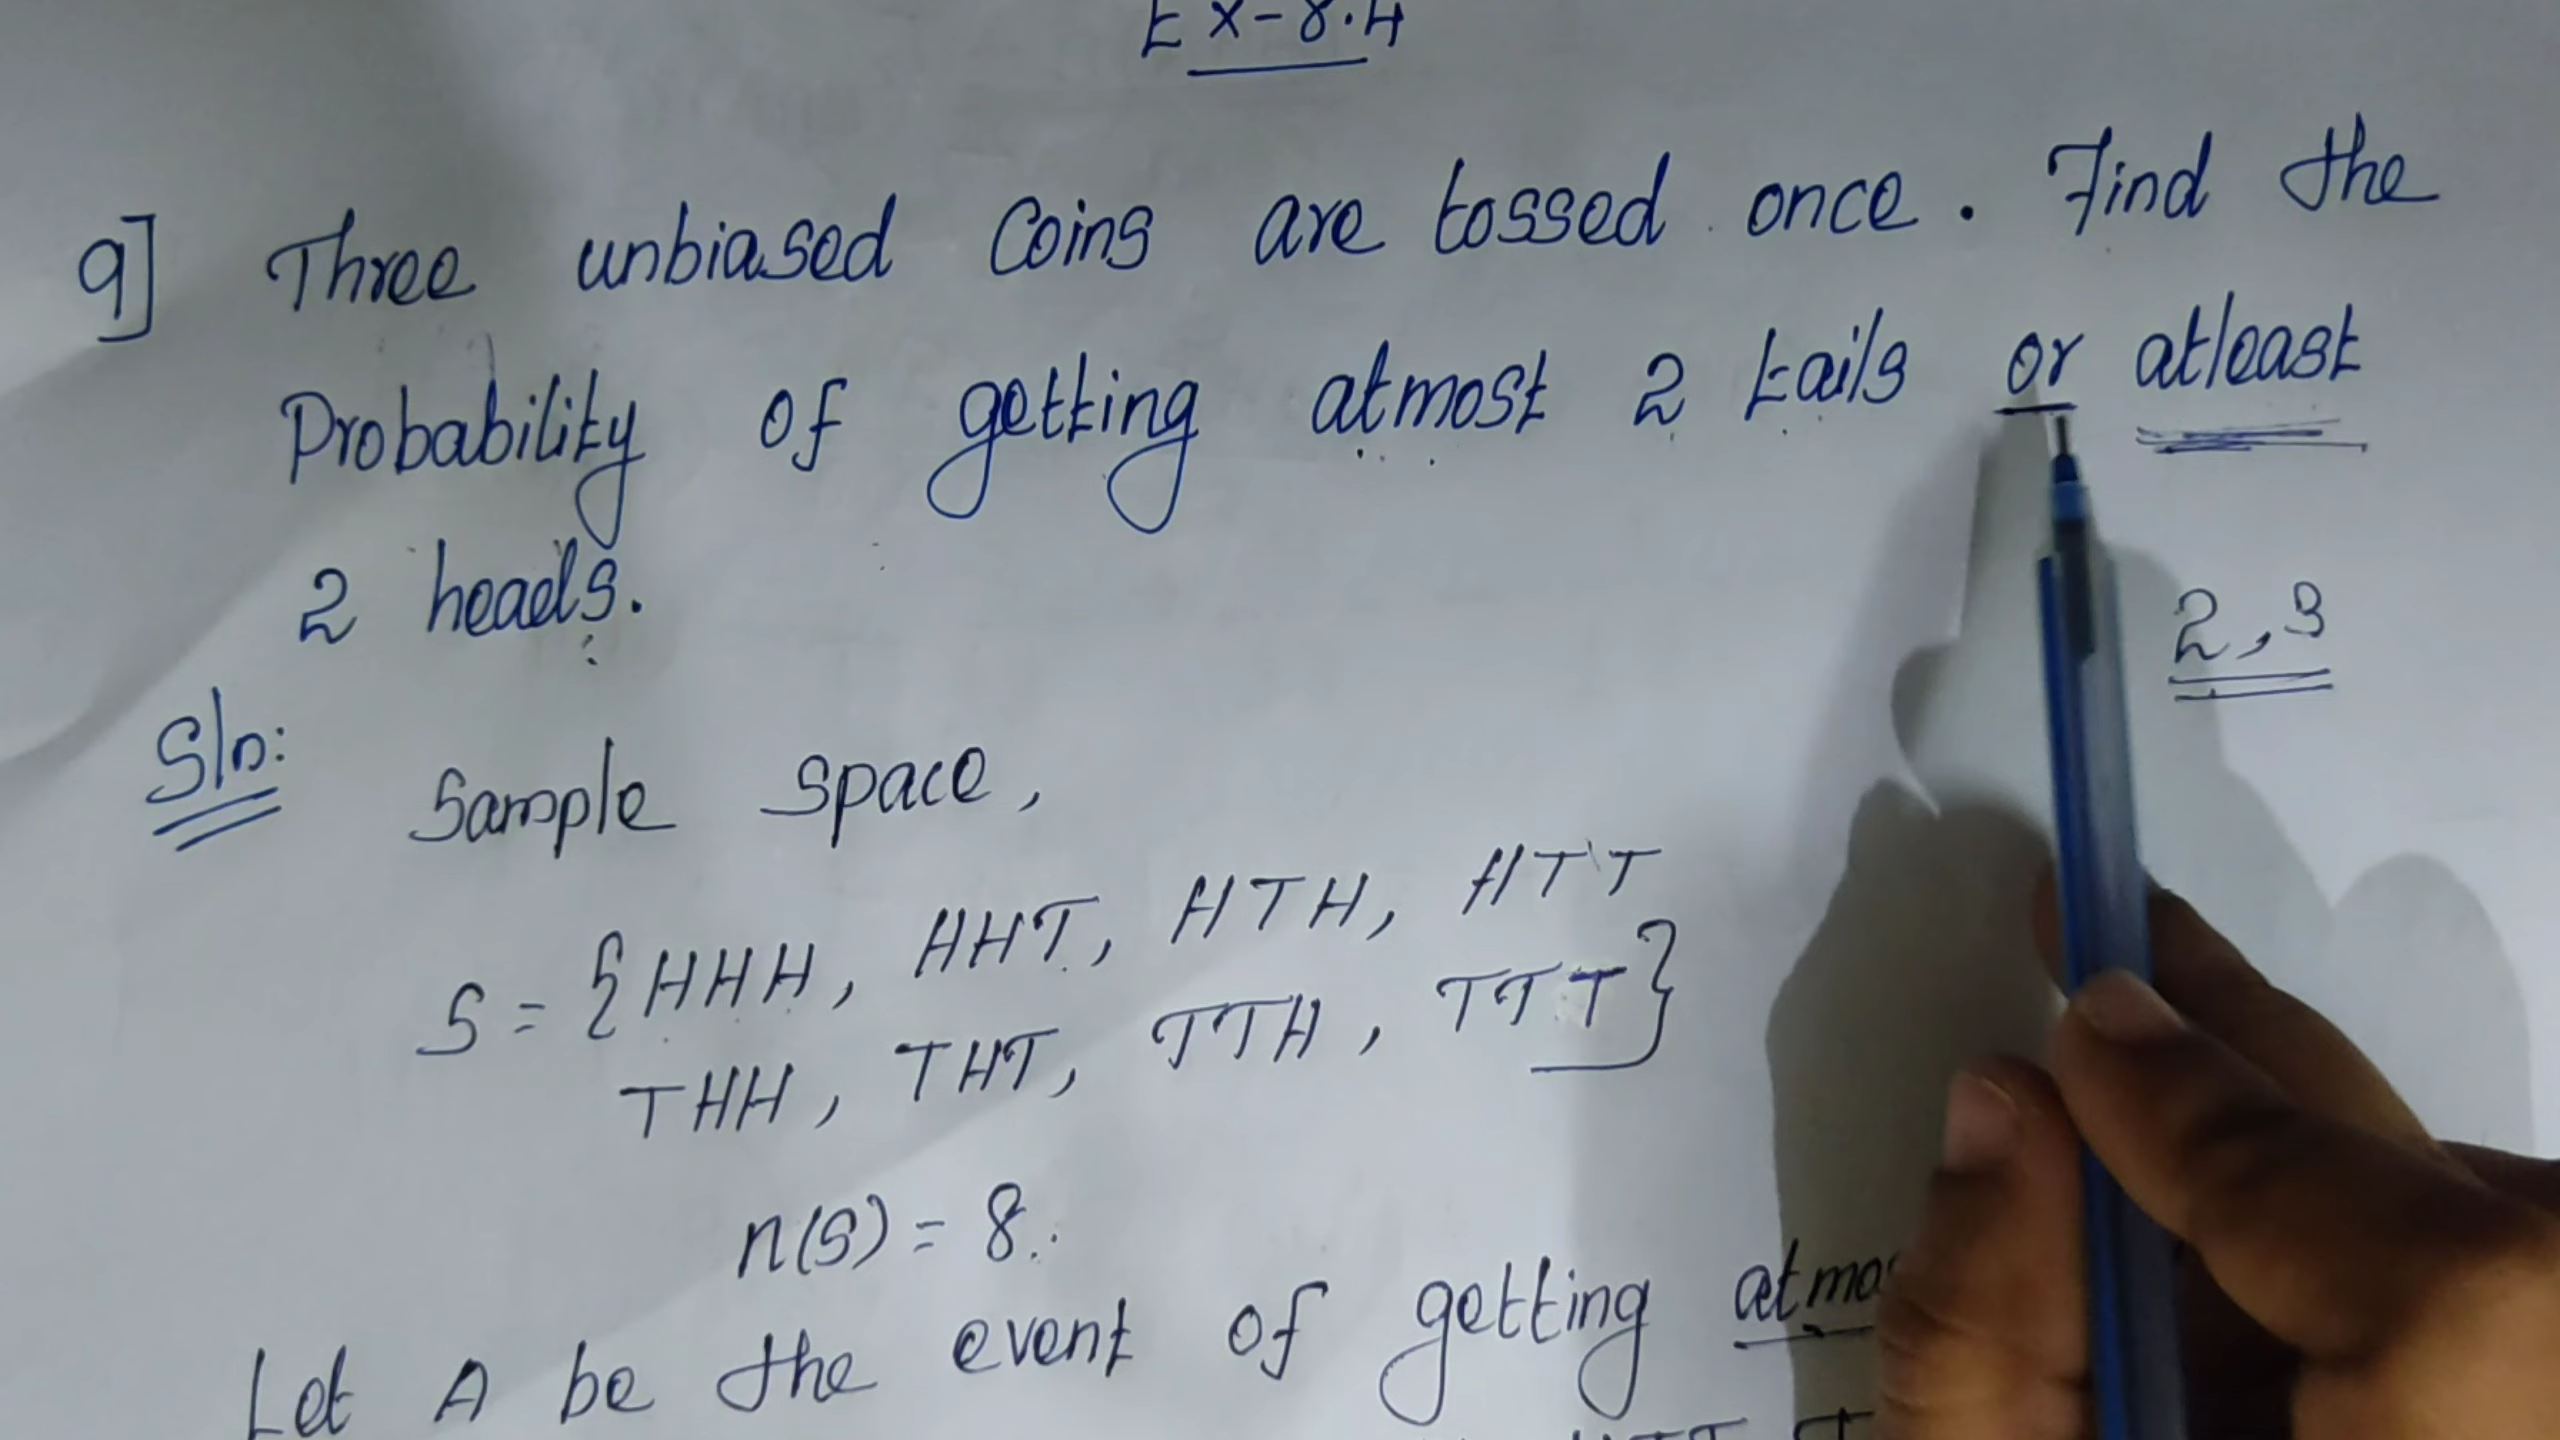 Ex-8.4
9] Three unbiased Coins are tossed once. Find the
Probability of getting atmost 2 tails or atleast
2 heads.
2,3
Sln:
Sample space,
S = {HHH, HHT, HTH, HTT
THH, THT, TTH, TTT}
n(S) = 8.
Let A be the event of getting